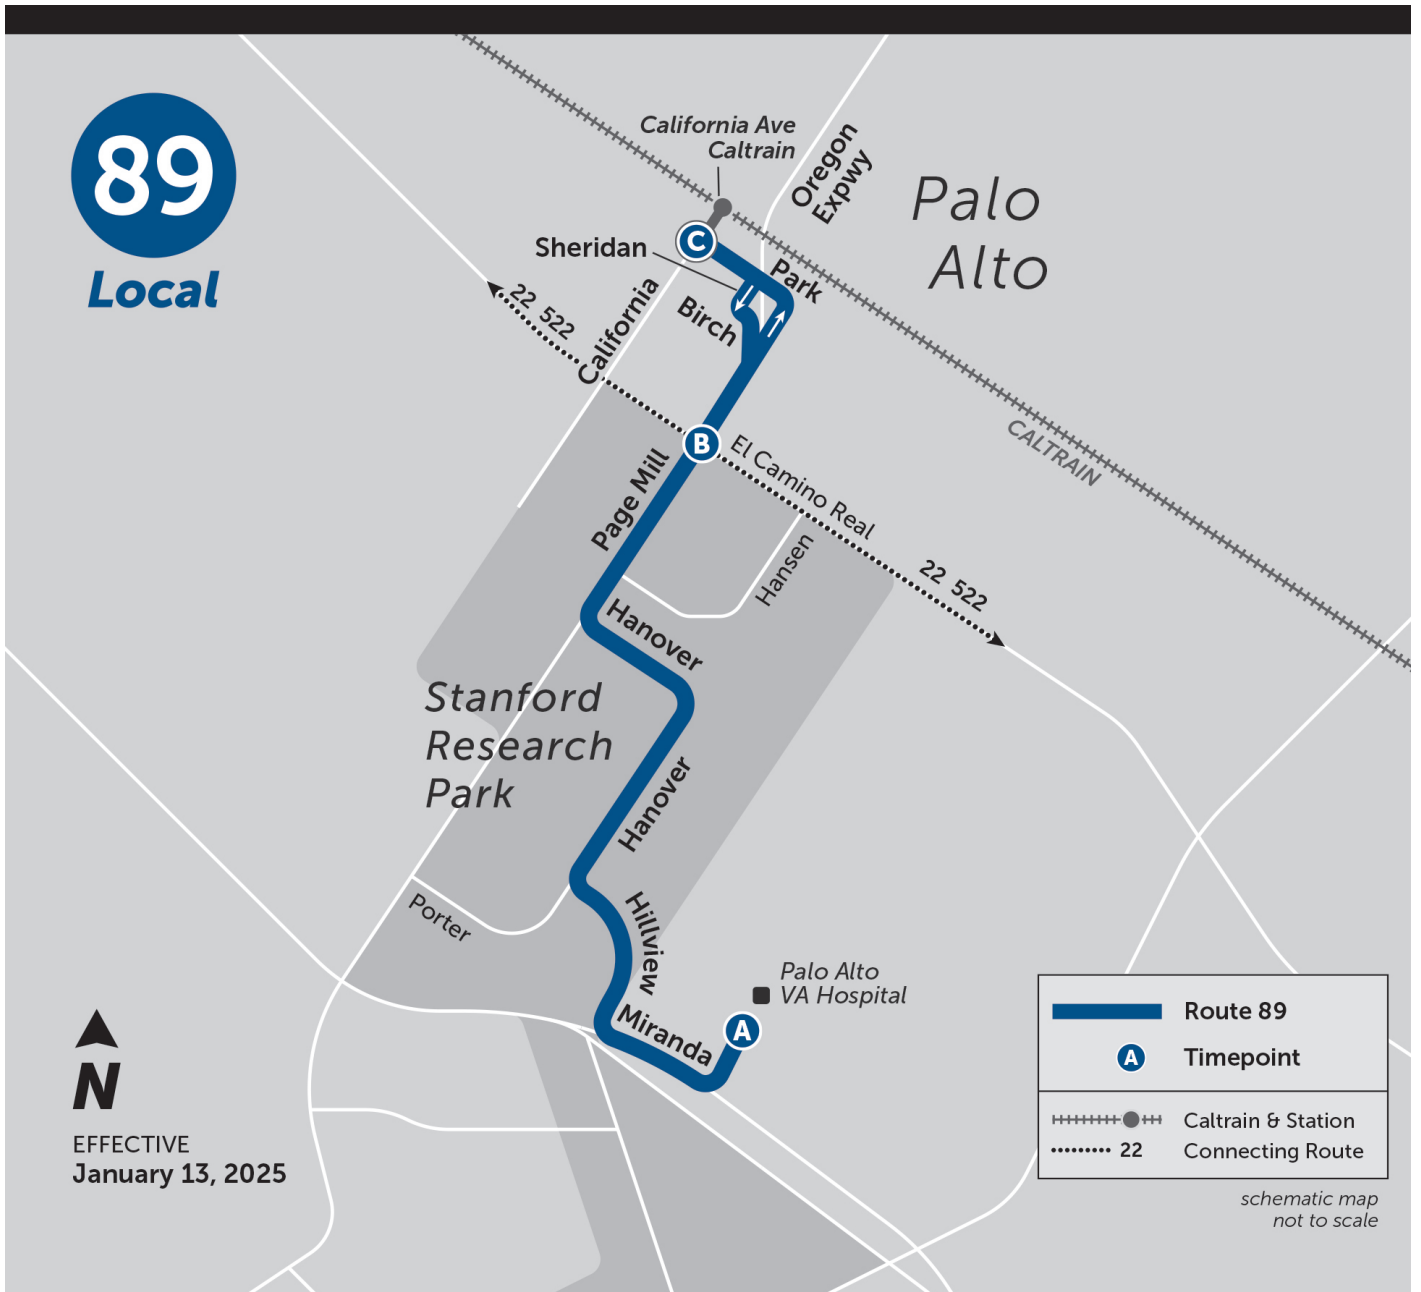 89
Local
California Ave
Caltrain
Oregon
Expwy
Palo
Alto
Sheridan
C
Park
Birch
22 522
California
B
El Camino Real
CALTRAIN
Page Mill
Hansen
22 522
Hanover
Stanford
Research
Park
Hanover
Porter
Hillview
Palo Alto
VA Hospital
Miranda
A
N
EFFECTIVE
January 13, 2025
Route 89
A Timepoint
Caltrain & Station
22 Connecting Route
schematic map
not to scale